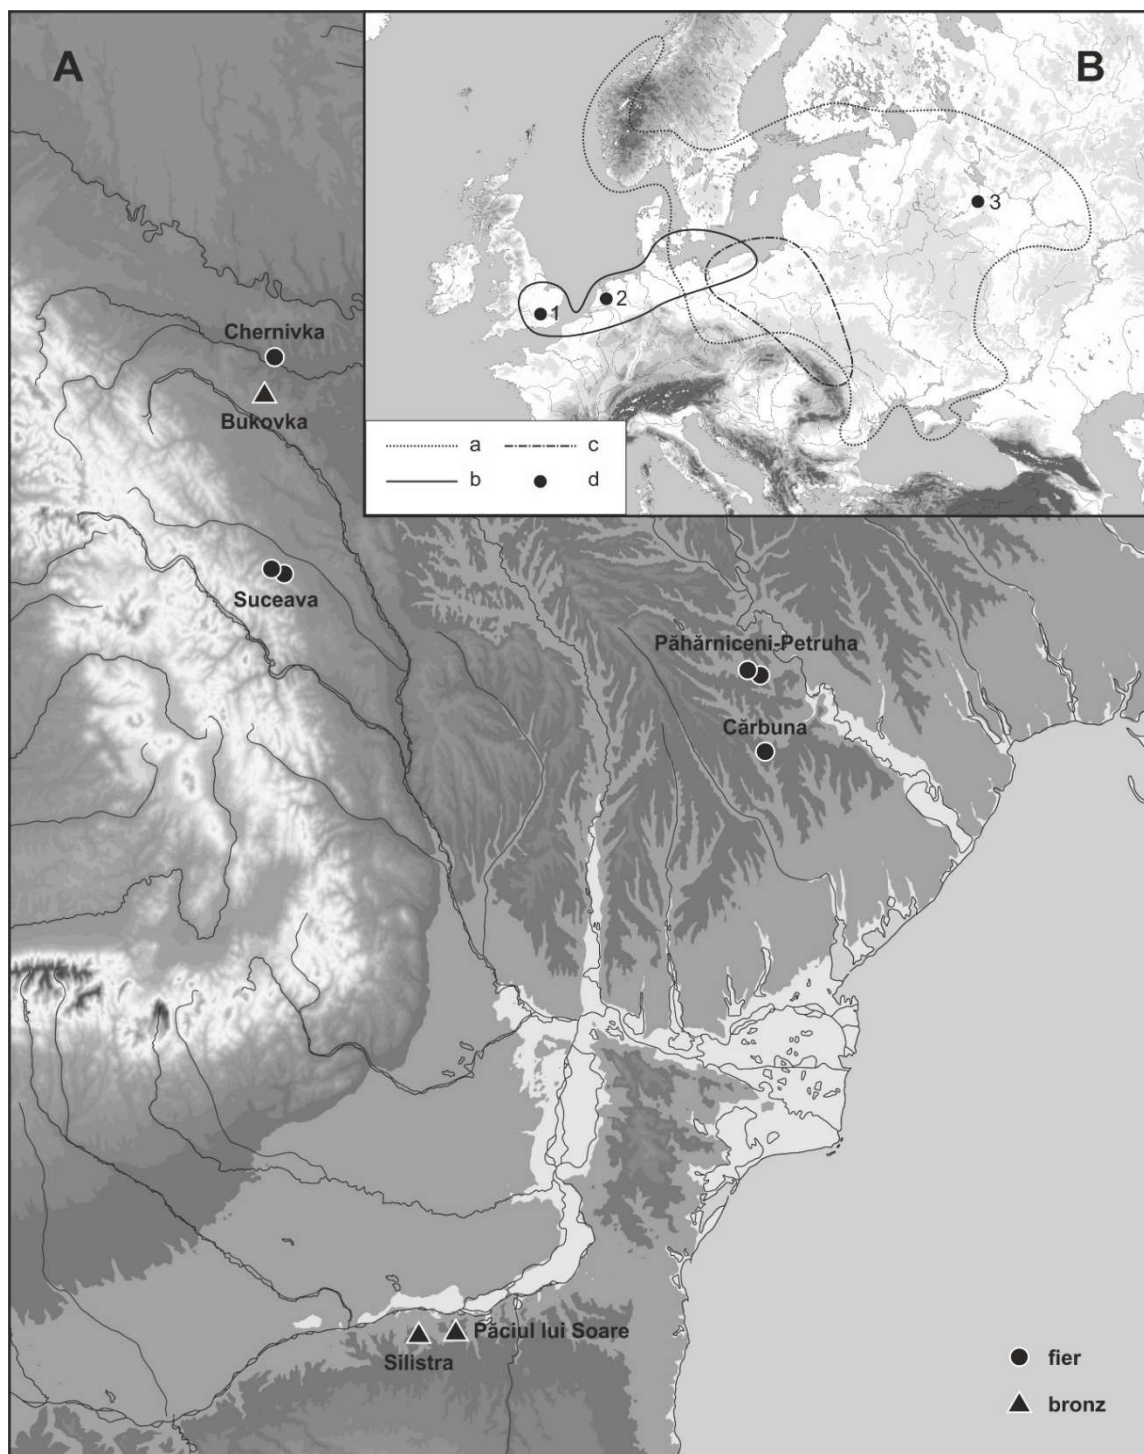 A
B
3
2
1
a
c
b
d
Chernivka
Bukovka
Suceava
Păhărniceni-Petruha
Cărbuna
Păciul lui Soare
Silistra
fier
bronz